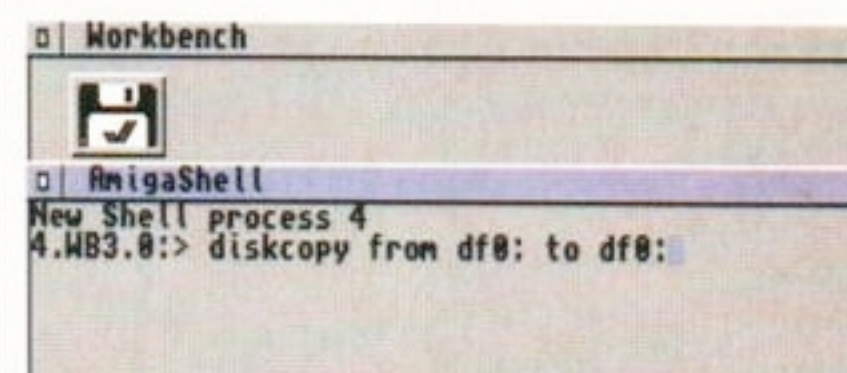 Workbench
AmigaShell
New Shell process 4
4.WB3.0:> diskcopy from df0: to df0: